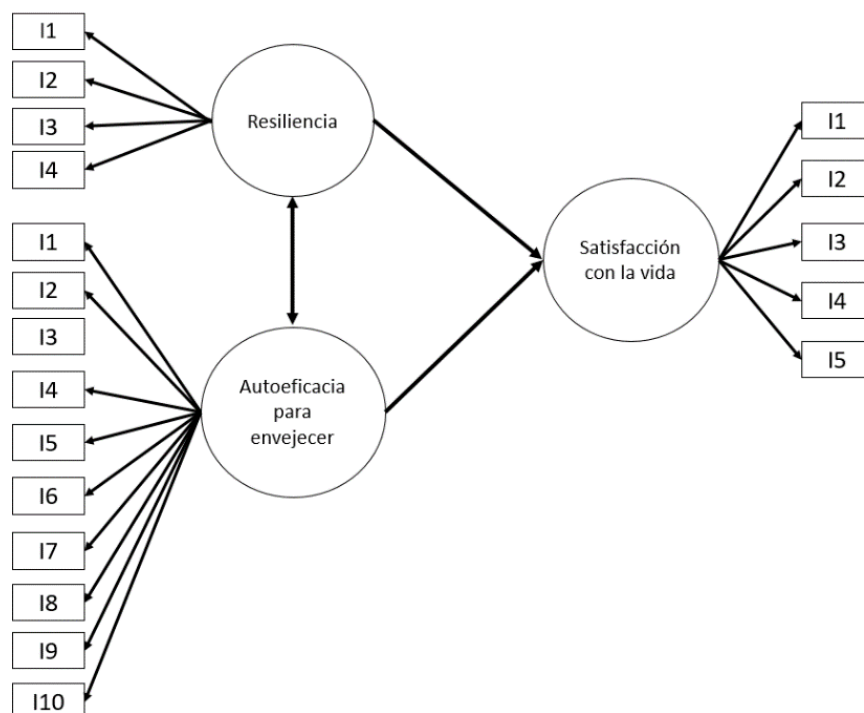 I1
I2
I3
I4
Resiliencia
I1
I2
I3
I4
I5
I6
I7
I8
I9
I10
Autoeficacia
para
envejecer
Satisfacción
con la vida
I1
I2
I3
I4
I5